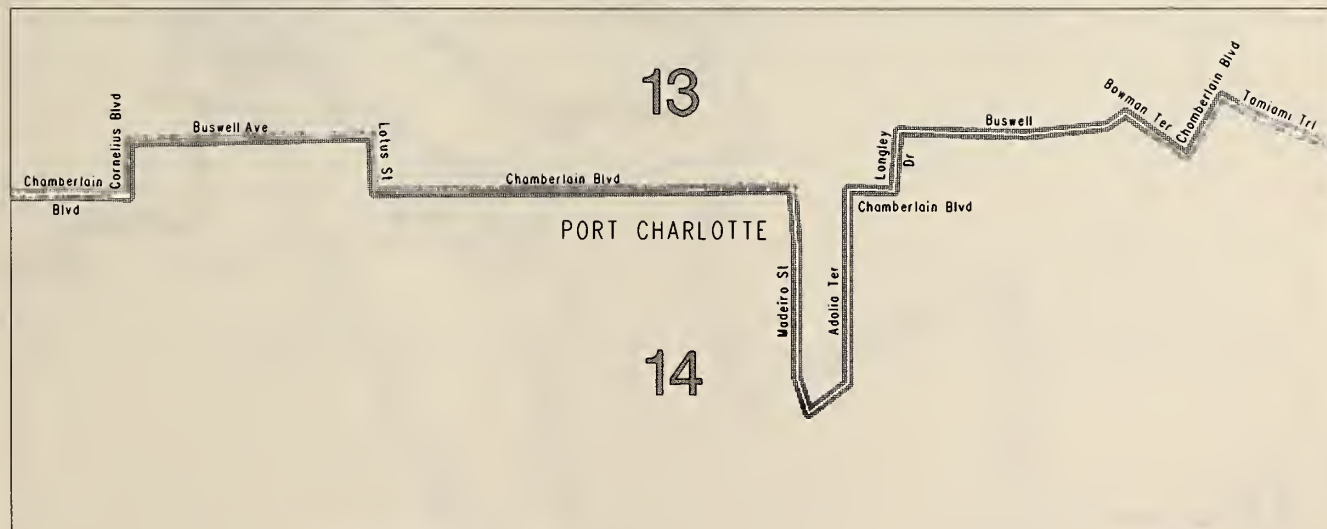 13
Chamberlain Blvd
Tamiami Trl
Bowman Ter
Cornelius Blvd
Buswell Ave
Lotus St
Buswell
Longley
Dr
Chamberlain
Blvd
Chamberlain Blvd
Chamberlain Blvd
PORT CHARLOTTE
Madeiro St
Adolia Ter
14